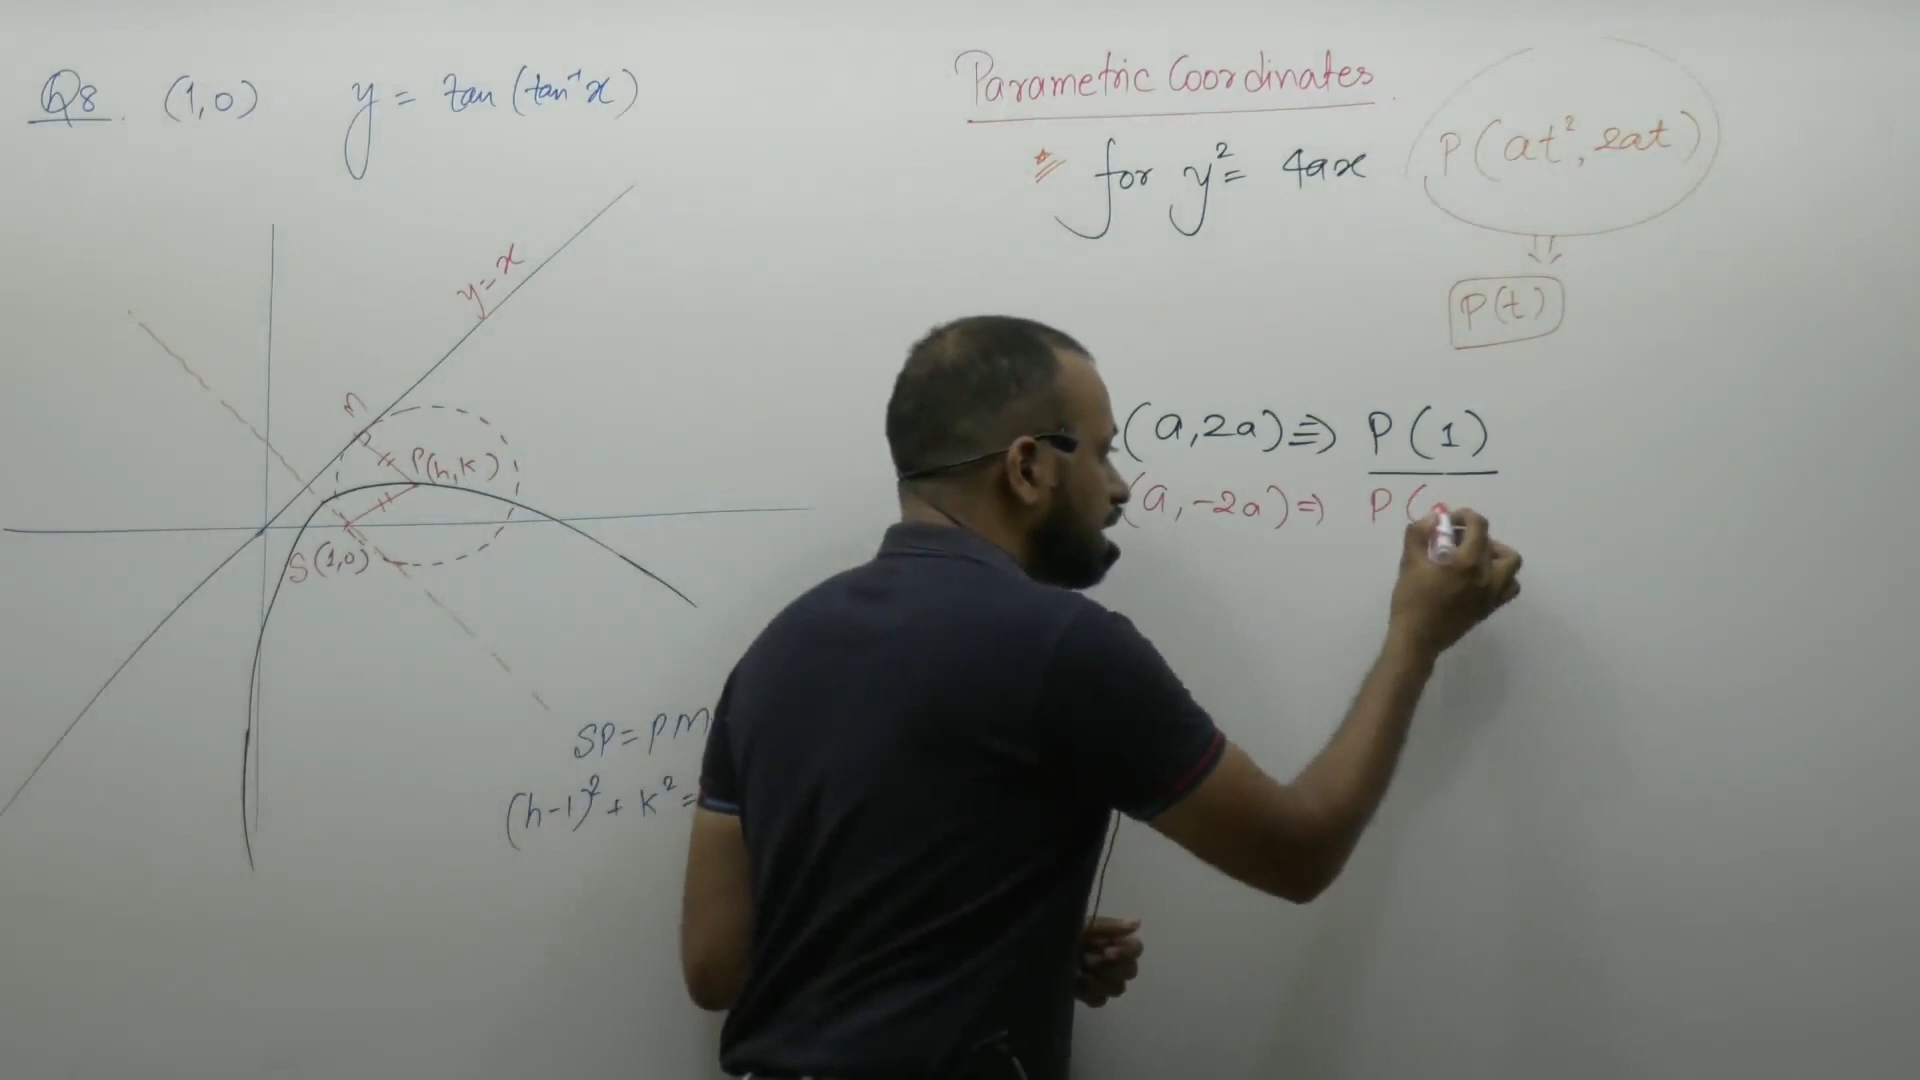 Q8. (1,0) y = tan(tan⁻¹x)
y=x
M
P(h,k)
S(1,0)
SP=PM
(h-1)²+k²=
Parametric Coordinates
* for y²= 4ax P(at², 2at)
P(t)
(a,2a)≡) P(1)
(a,-2a)⇒ P(